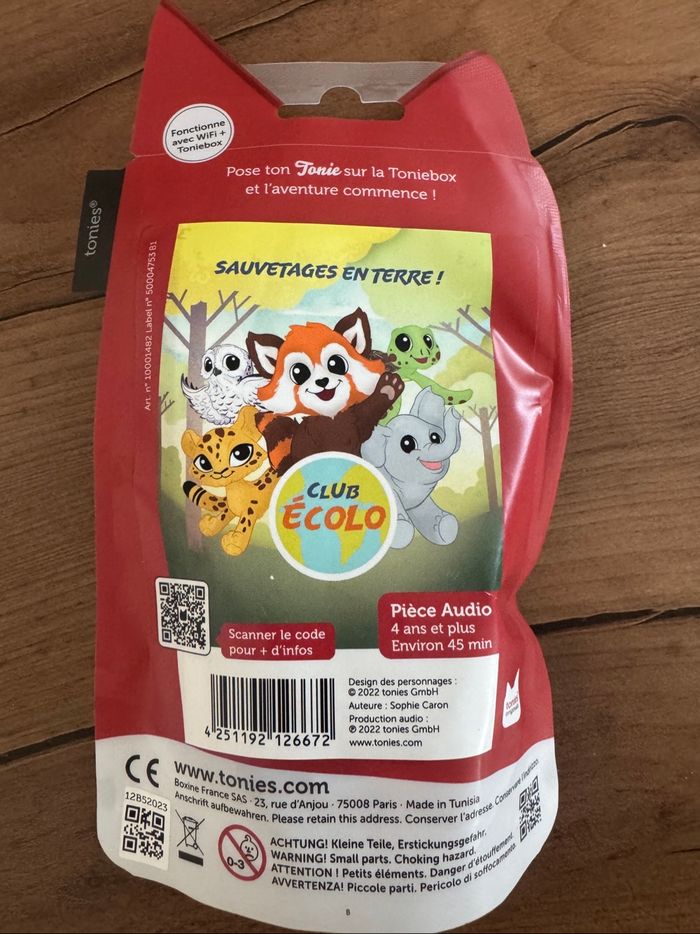 Fonctionne
avec WiFi +
Toniebox
Pose ton Tonie sur la Toniebox
et l'aventure commence !
tonies®
Art. n° 10001482 Label n° 50004753 B1
SAUVETAGES EN TERRE !
CLUB
ÉCOLO
Pièce Audio
4 ans et plus
Environ 45 min
Scanner le code
pour + d'infos
4 251192 126672
Design des personnages :
© 2022 tonies GmbH
Auteure : Sophie Caron
Production audio :
℗ 2022 tonies GmbH
www.tonies.com
tonies
original
CE
www.tonies.com
Boxine France SAS · 23, rue d'Anjou · 75008 Paris · Made in Tunisia
Anschrift aufbewahren. Please retain this address. Conserver l'adresse. Conservare l'indirizzo.
12B52023
0-3
ACHTUNG! Kleine Teile, Erstickungsgefahr.
WARNING! Small parts. Choking hazard.
ATTENTION ! Petits éléments. Danger d'étouffement.
AVVERTENZA! Piccole parti. Pericolo di soffocamento.
B